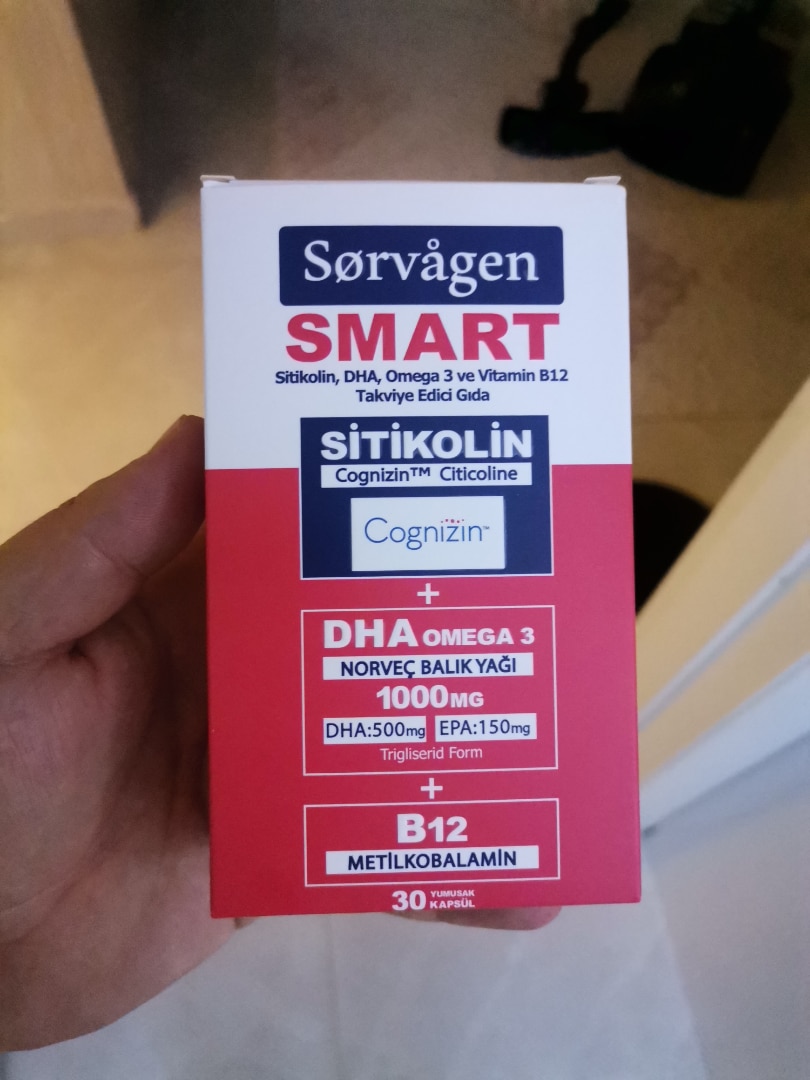 Sørvågen
SMART
Sitikolin, DHA, Omega 3 ve Vitamin B12
Takviye Edici Gıda
SİTİKOLİN
Cognizin™ Citicoline
Cognizin™
+
DHA OMEGA 3
NORVEÇ BALIK YAĞI
1000MG
DHA:500mg EPA:150mg
Trigliserid Form
+
B12
METİLKOBALAMİN
30 YUMUSAK
KAPSÜL